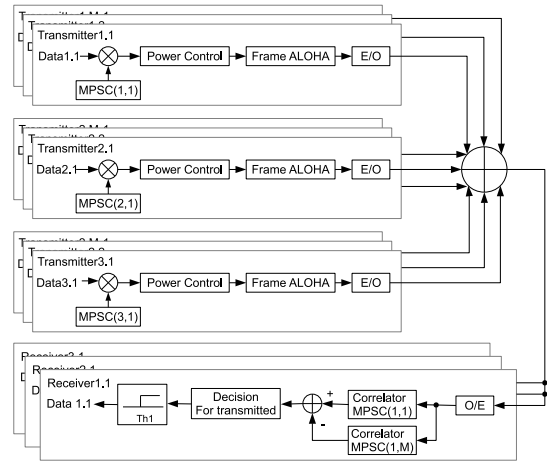 Transmitter1.1
Data1.1
Power Control
Frame ALOHA
E/O
MPSC(1,1)
Transmitter2.1
Data2.1
Power Control
Frame ALOHA
E/O
MPSC(2,1)
Transmitter3.1
Data3.1
Power Control
Frame ALOHA
E/O
MPSC(3,1)
Receiver1.1
Data 1.1
Th1
Decision
For transmitted
+
-
Correlator
MPSC(1,1)
Correlator
MPSC(1,M)
O/E